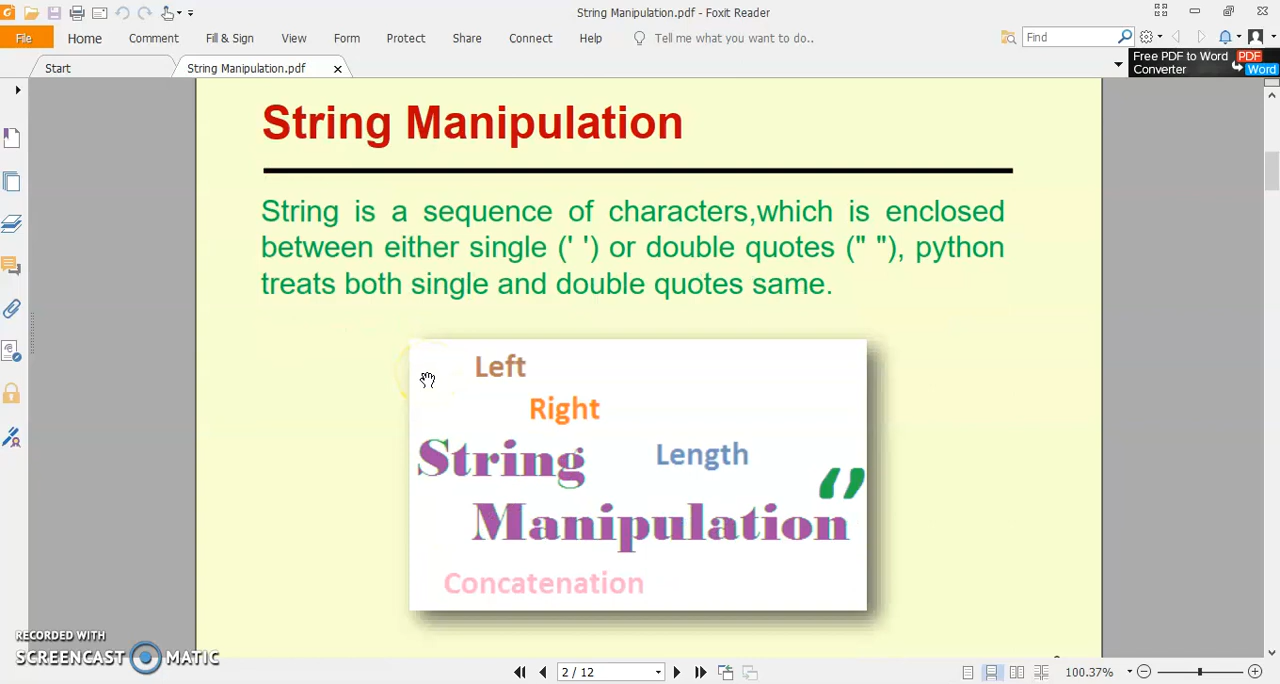 String Manipulation.pdf - Foxit Reader
File Home Comment Fill & Sign View Form Protect Share Connect Help Tell me what you want to do.. Find
Start String Manipulation.pdf x
Free PDF to Word Converter PDF Word
String Manipulation
String is a sequence of characters,which is enclosed
between either single (' ') or double quotes (" "), python
treats both single and double quotes same.
Left
Right
String Length
‘’
Manipulation
Concatenation
RECORDED WITH
SCREENCAST MATIC
2 / 12 100.37%